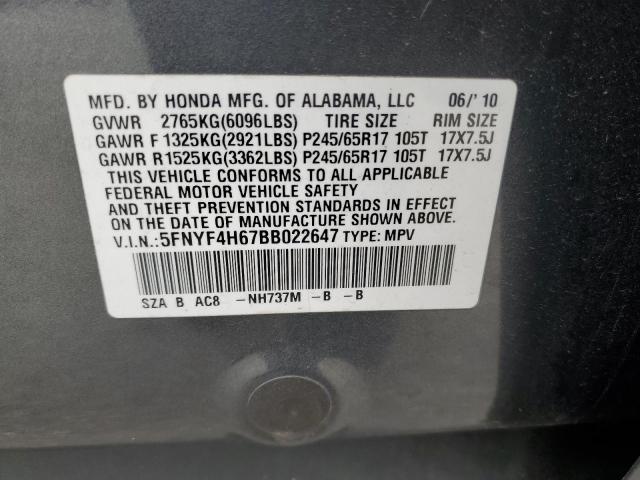 MFD. BY HONDA MFG. OF ALABAMA, LLC 06/'10
GVWR 2765KG(6096LBS) TIRE SIZE RIM SIZE
GAWR F 1325KG(2921LBS) P245/65R17 105T 17X7.5J
GAWR R1525KG(3362LBS) P245/65R17 105T 17X7.5J
THIS VEHICLE CONFORMS TO ALL APPLICABLE
FEDERAL MOTOR VEHICLE SAFETY
AND THEFT PREVENTION STANDARDS IN EFFECT
ON THE DATE OF MANUFACTURE SHOWN ABOVE.
V.I.N.:5FNYF4H67BB022647 TYPE: MPV
SZA B AC8 -NH737M -B -B